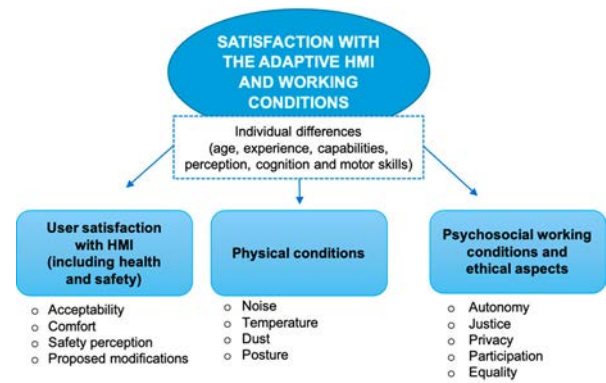 SATISFACTION WITH
THE ADAPTIVE HMI
AND WORKING
CONDITIONS
Individual differences
(age, experience, capabilities,
perception, cognition and motor skills)
User satisfaction
with HMI
(including health
and safety)
o Acceptability
o Comfort
o Safety perception
o Proposed modifications
Physical conditions
o Noise
o Temperature
o Dust
o Posture
Psychosocial working
conditions and
ethical aspects
o Autonomy
o Justice
o Privacy
o Participation
o Equality